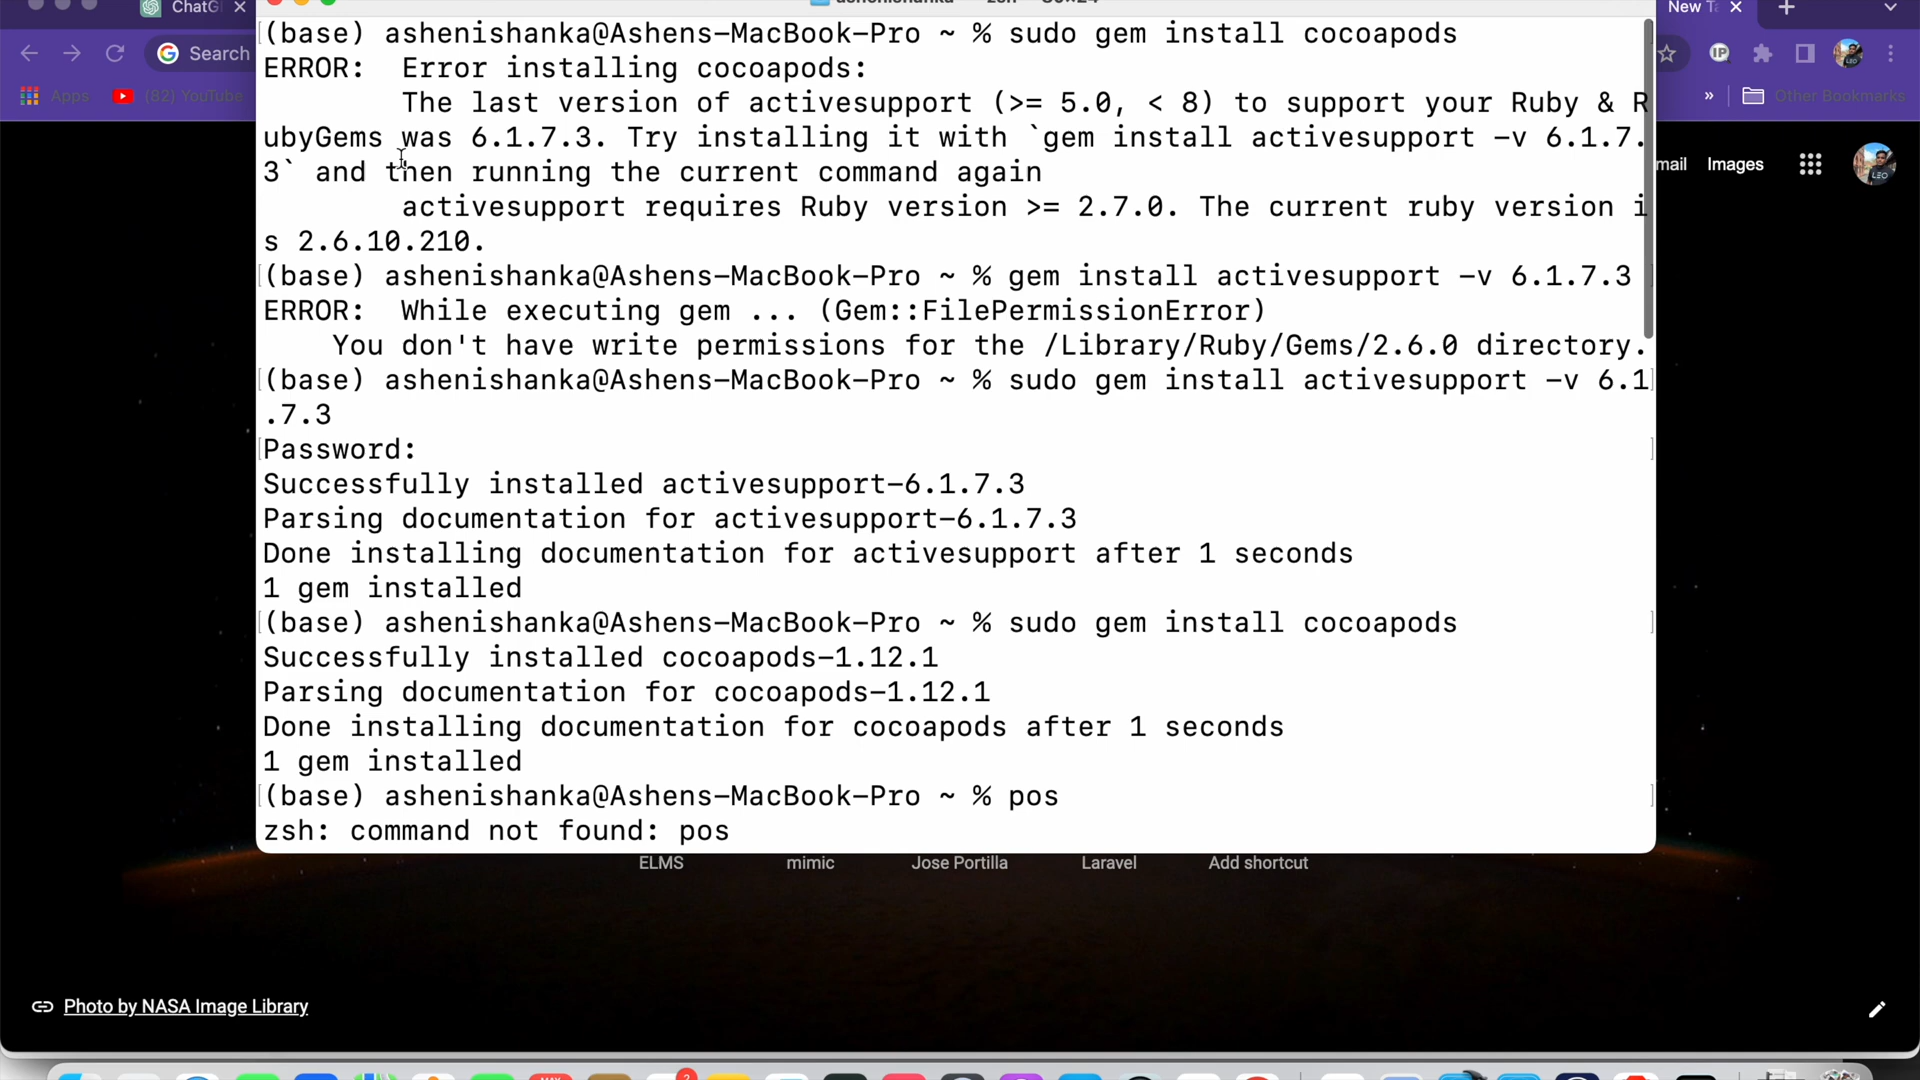 ChatG
New T
Search
Apps
(82) YouTube
Other Bookmarks
mail Images
(base) ashenishanka@Ashens-MacBook-Pro ~ % sudo gem install cocoapods
ERROR:  Error installing cocoapods:
The last version of activesupport (>= 5.0, < 8) to support your Ruby & R
ubyGems was 6.1.7.3. Try installing it with `gem install activesupport -v 6.1.7.
3` and then running the current command again
activesupport requires Ruby version >= 2.7.0. The current ruby version i
s 2.6.10.210.
(base) ashenishanka@Ashens-MacBook-Pro ~ % gem install activesupport -v 6.1.7.3
ERROR:  While executing gem ... (Gem::FilePermissionError)
You don't have write permissions for the /Library/Ruby/Gems/2.6.0 directory.
(base) ashenishanka@Ashens-MacBook-Pro ~ % sudo gem install activesupport -v 6.1
.7.3
Password:
Successfully installed activesupport-6.1.7.3
Parsing documentation for activesupport-6.1.7.3
Done installing documentation for activesupport after 1 seconds
1 gem installed
(base) ashenishanka@Ashens-MacBook-Pro ~ % sudo gem install cocoapods
Successfully installed cocoapods-1.12.1
Parsing documentation for cocoapods-1.12.1
Done installing documentation for cocoapods after 1 seconds
1 gem installed
(base) ashenishanka@Ashens-MacBook-Pro ~ % pos
zsh: command not found: pos
ELMS
mimic
Jose Portilla
Laravel
Add shortcut
Photo by NASA Image Library